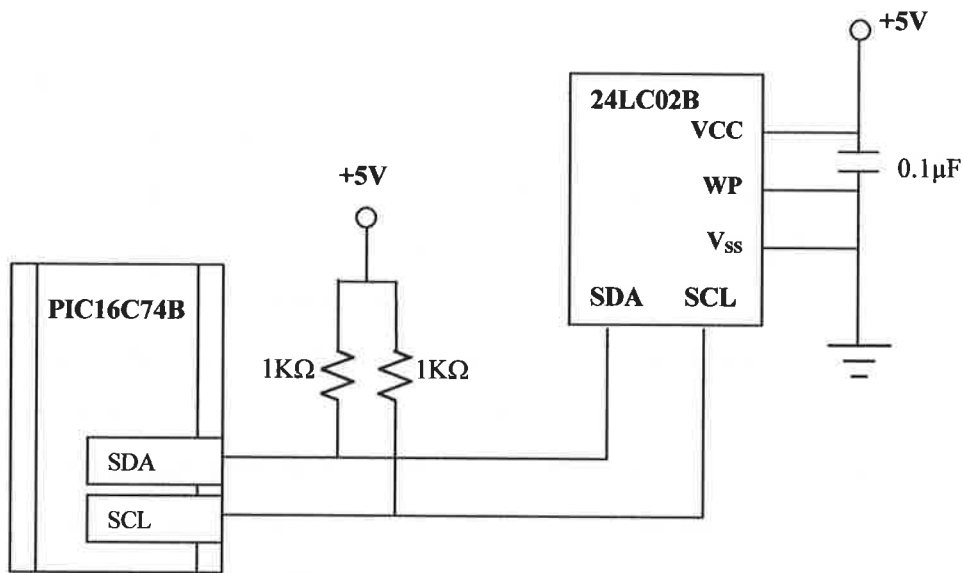 +5V
24LC02B
VCC
0.1µF
WP
VSS
SDA SCL
+5V
PIC16C74B
1KΩ 1KΩ
SDA
SCL